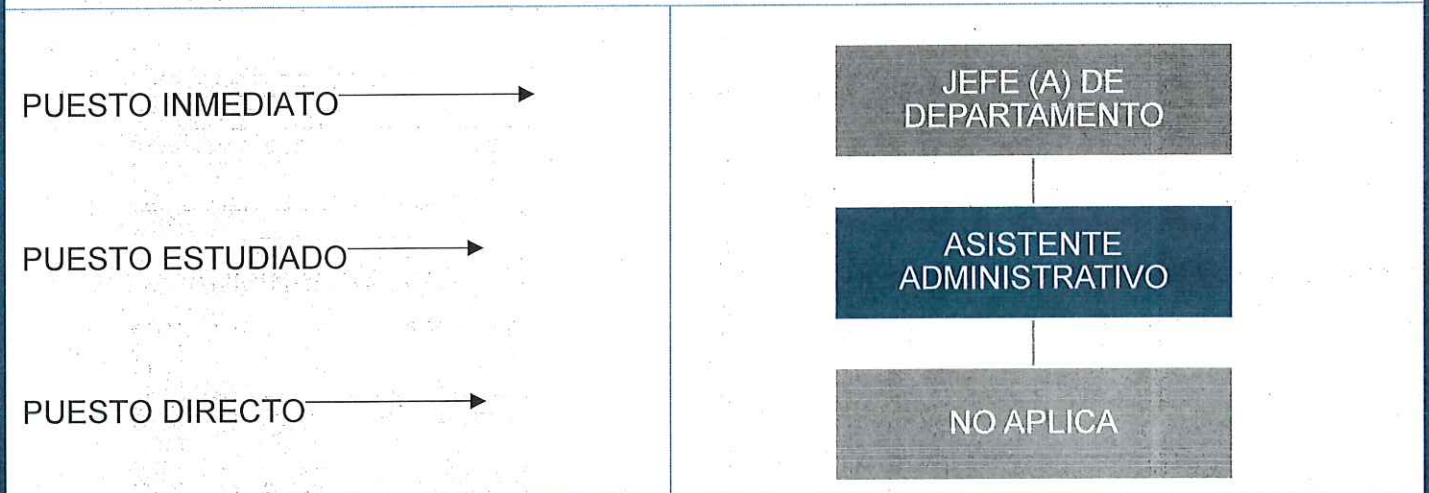 PUESTO INMEDIATO
JEFE (A) DE
DEPARTAMENTO
PUESTO ESTUDIADO
ASISTENTE
ADMINISTRATIVO
PUESTO DIRECTO
NO APLICA